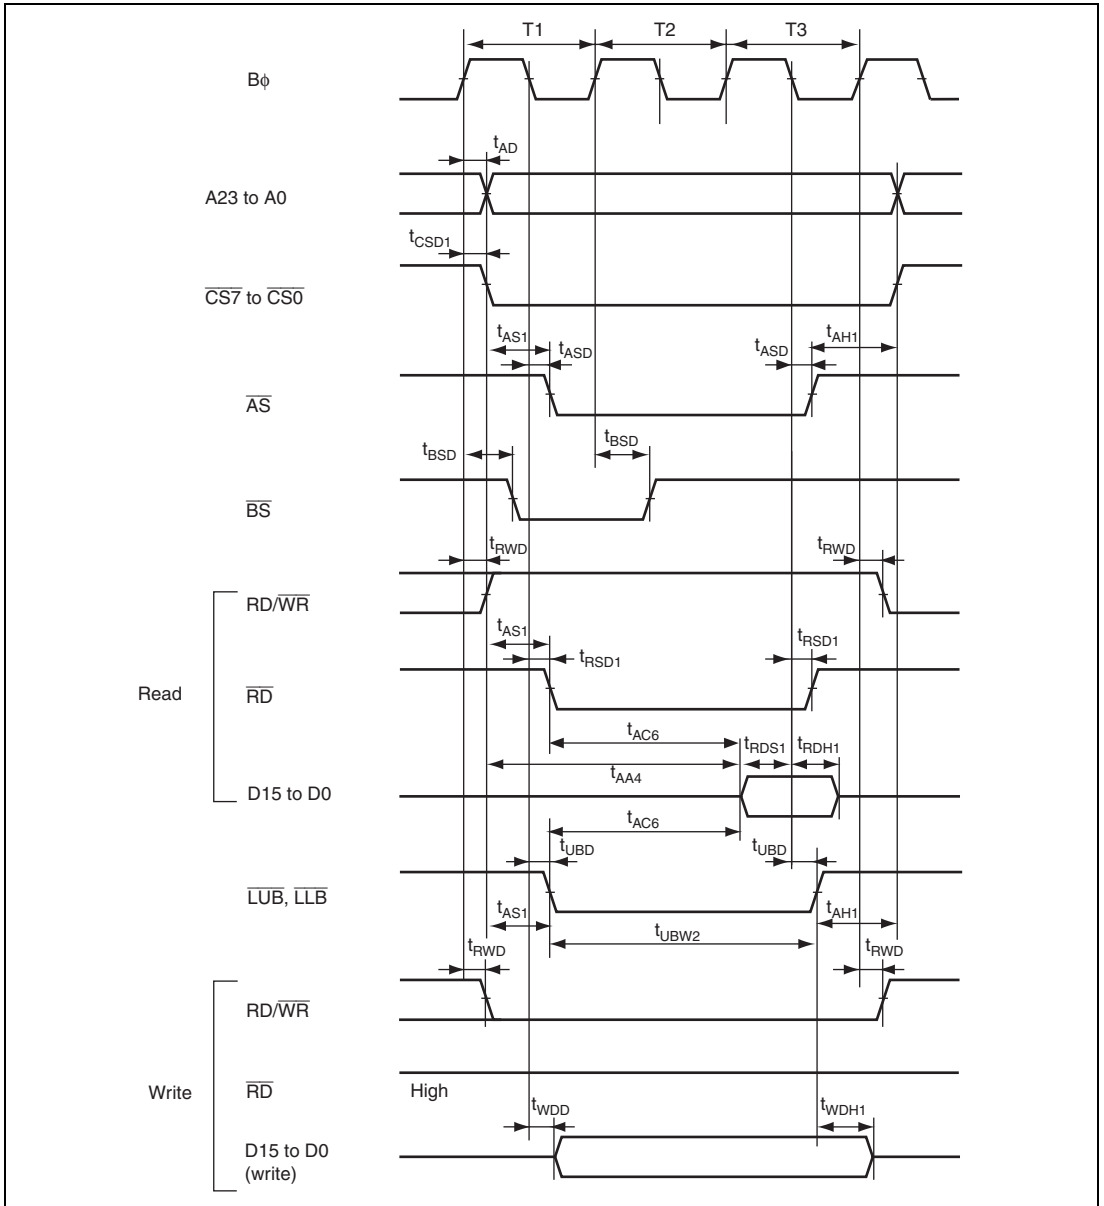 T1 T2 T3
Bϕ
tAD
A23 to A0
tCSD1
CS7 to CS0
tAS1 tASD tASD tAH1
AS
tBSD tBSD
BS
tRWD tRWD
RD/WR
tAS1 tRSD1 tRSD1
Read RD
tAC6 tRDS1 tRDH1
tAA4
D15 to D0
tAC6
tUBD tUBD
LUB, LLB
tAS1 tUBW2 tAH1
tRWD tRWD
RD/WR
Write RD High
tWDD tWDH1
D15 to D0
(write)